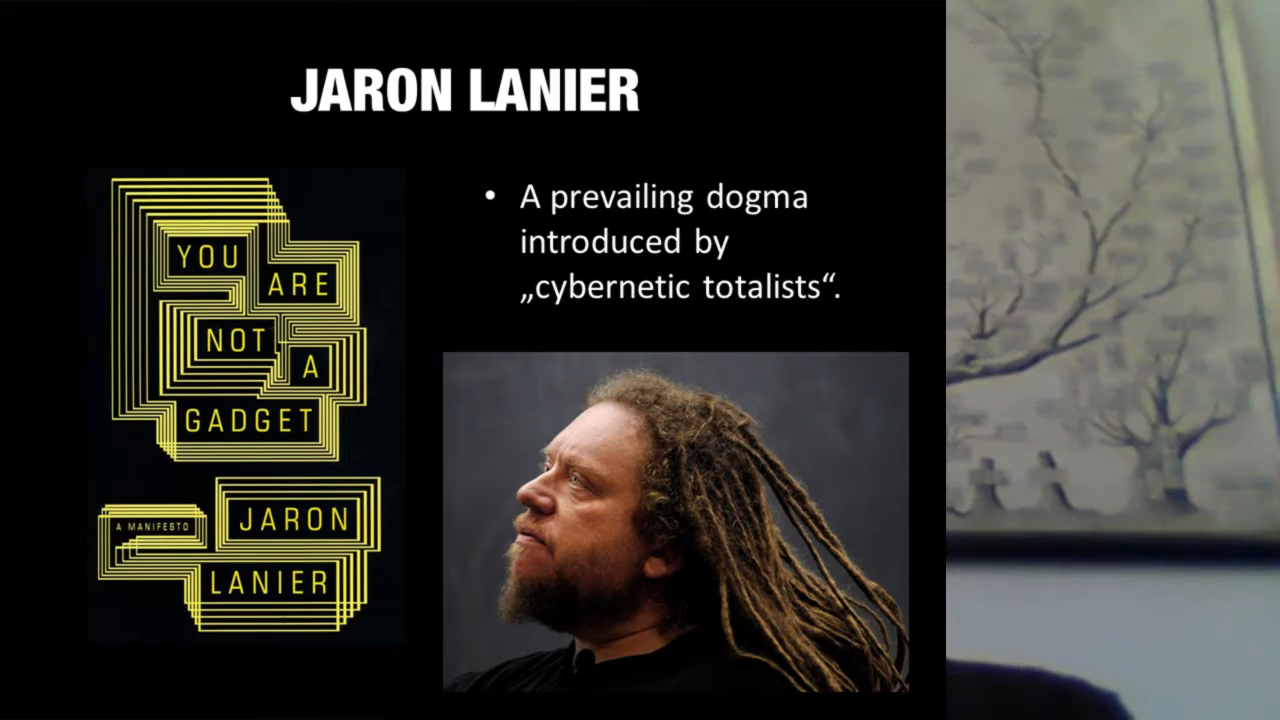 JARON LANIER
• A prevailing dogma
introduced by
„cybernetic totalists“.
YOU
ARE
NOT
A
GADGET
A MANIFESTO
JARON
LANIER